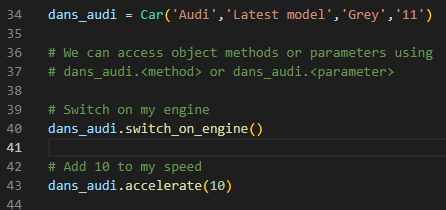 34 dans_audi = Car('Audi','Latest model','Grey','11')
35
36 # We can access object methods or parameters using
37 # dans_audi.<method> or dans_audi.<parameter>
38
39 # Switch on my engine
40 dans_audi.switch_on_engine()
41
42 # Add 10 to my speed
43 dans_audi.accelerate(10)
44